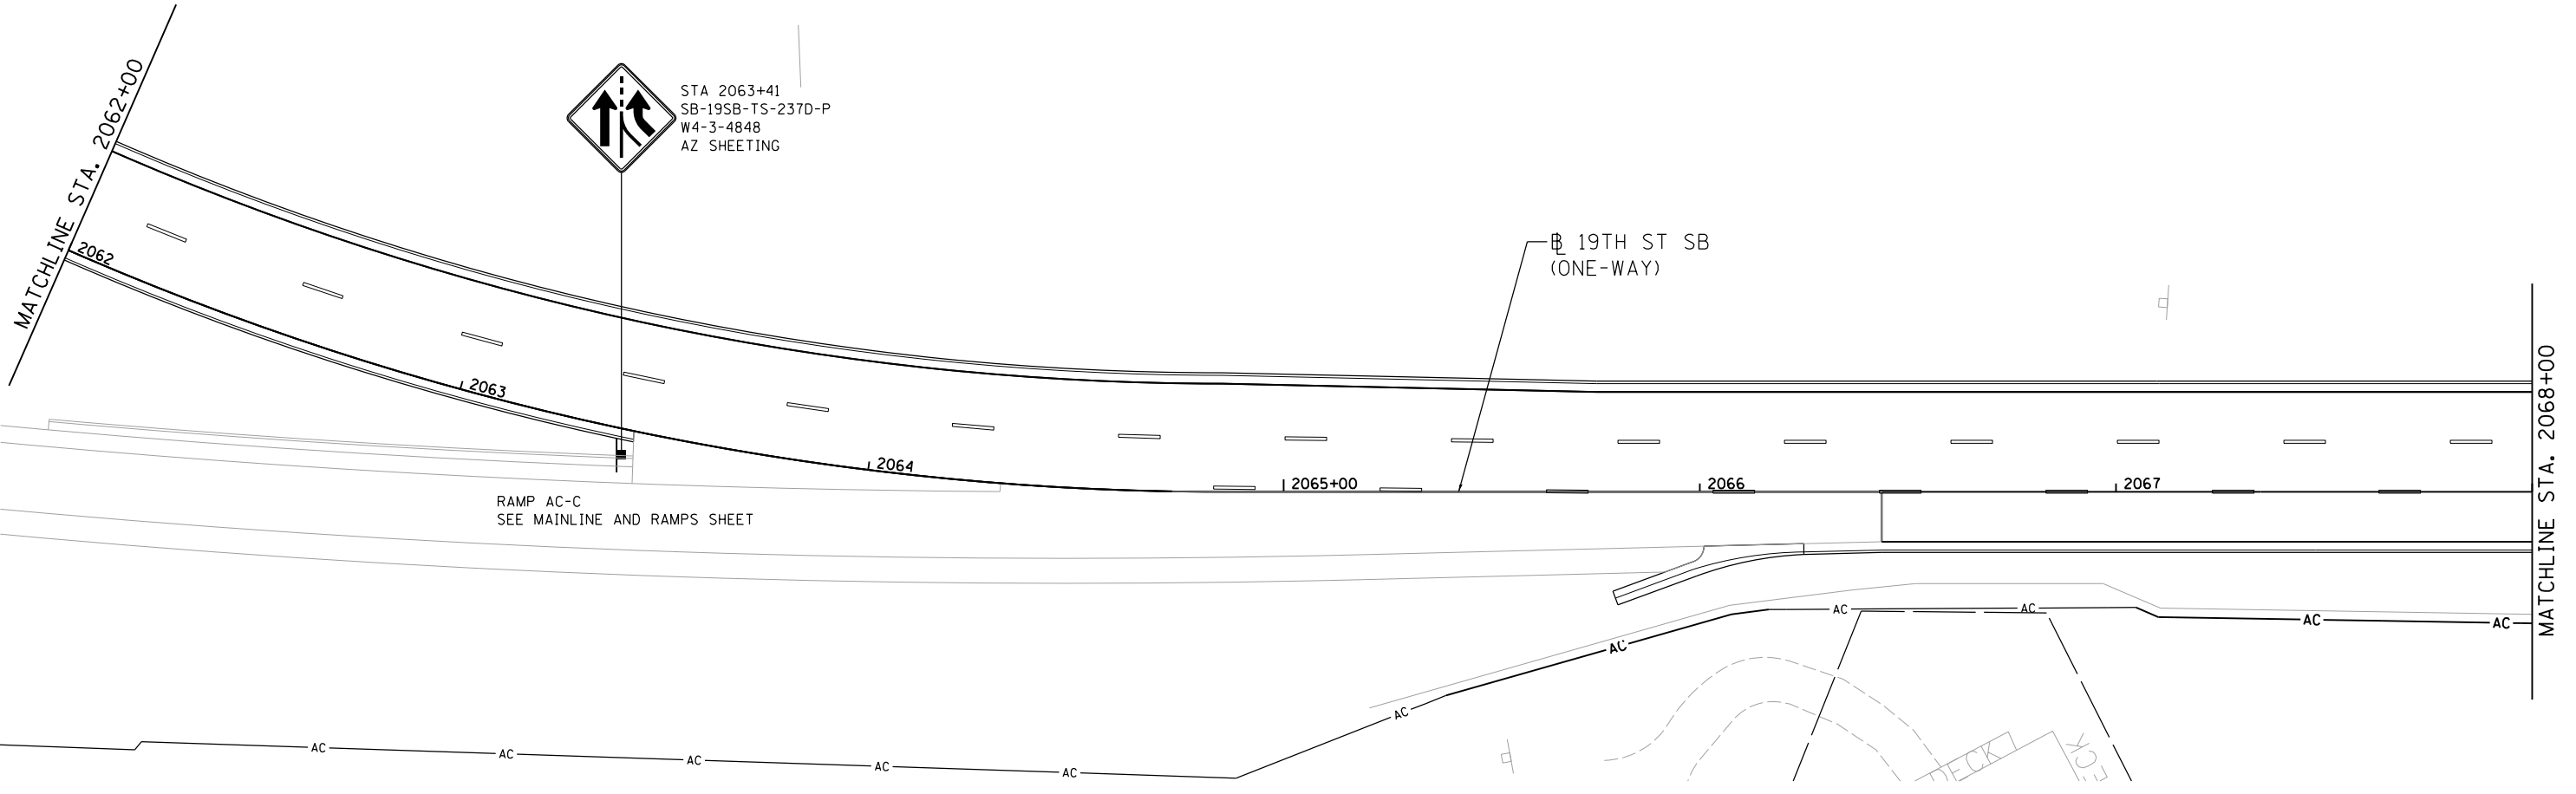 MATCHLINE STA. 2062+00
STA 2063+41
SB-19SB-TS-237D-P
W4-3-4848
AZ SHEETING
BL 19TH ST SB
(ONE-WAY)
2062
2063
2064
2065+00
2066
2067
MATCHLINE STA. 2068+00
RAMP AC-C
SEE MAINLINE AND RAMPS SHEET
AC
AC
AC
AC
AC
AC
AC
AC
AC
AC
AC
DECK